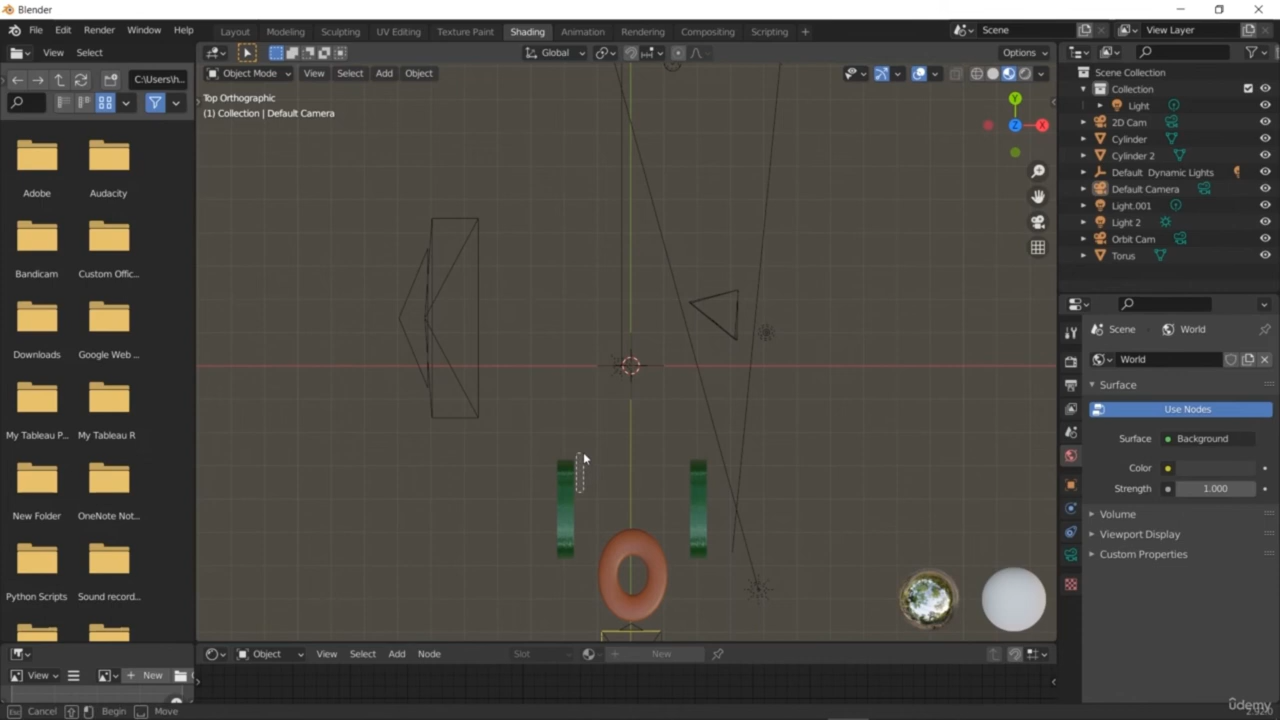 Blender
File Edit Render Window Help
Layout Modeling Sculpting UV Editing Texture Paint Shading Animation Rendering Compositing Scripting +
Scene
View Layer
View Select
Global
Options
C:\Users\h...
Object Mode View Select Add Object
Top Orthographic
(1) Collection | Default Camera
Y
Z
X
Adobe
Audacity
Bandicam
Custom Offic...
Downloads
Google Web ...
My Tableau P...
My Tableau R
New Folder
OneNote Not...
Python Scripts
Sound record...
Scene Collection
Collection
Light
2D Cam
Cylinder
Cylinder 2
Default Dynamic Lights
Default Camera
Light.001
Light 2
Orbit Cam
Torus
Scene World
World
Surface
Use Nodes
Surface Background
Color
Strength 1.000
Volume
Viewport Display
Custom Properties
Object View Select Add Node Slot New
View New
Cancel Begin Move
udemy
2.92.0